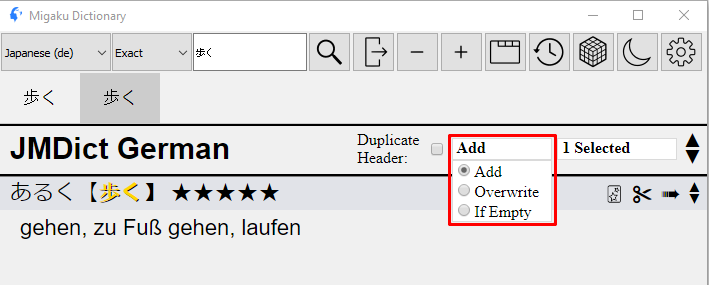 Migaku Dictionary
Japanese (de) Exact 歩く
歩く 歩く
JMDict German
Duplicate
Header:
Add
1 Selected
Add
Overwrite
If Empty
あるく【歩く】★★★★★
gehen, zu Fuß gehen, laufen